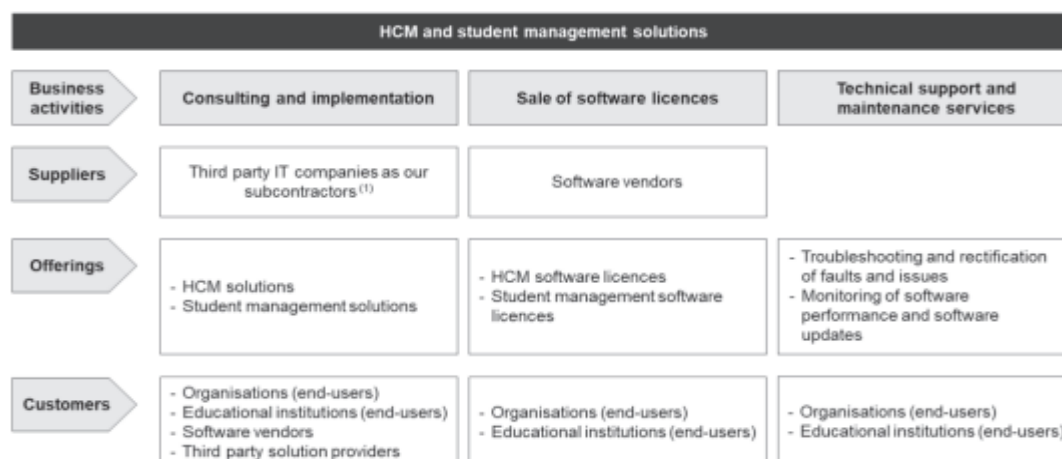 HCM and student management solutions
Business
activities
Consulting and implementation
Sale of software licences
Technical support and
maintenance services
Suppliers
Third party IT companies as our
subcontractors (1)
Software vendors
Offerings
- HCM solutions
- Student management solutions
- HCM software licences
- Student management software
licences
- Troubleshooting and rectification
of faults and issues
- Monitoring of software
performance and software
updates
Customers
- Organisations (end-users)
- Educational institutions (end-users)
- Software vendors
- Third party solution providers
- Organisations (end-users)
- Educational institutions (end-users)
- Organisations (end-users)
- Educational institutions (end-users)